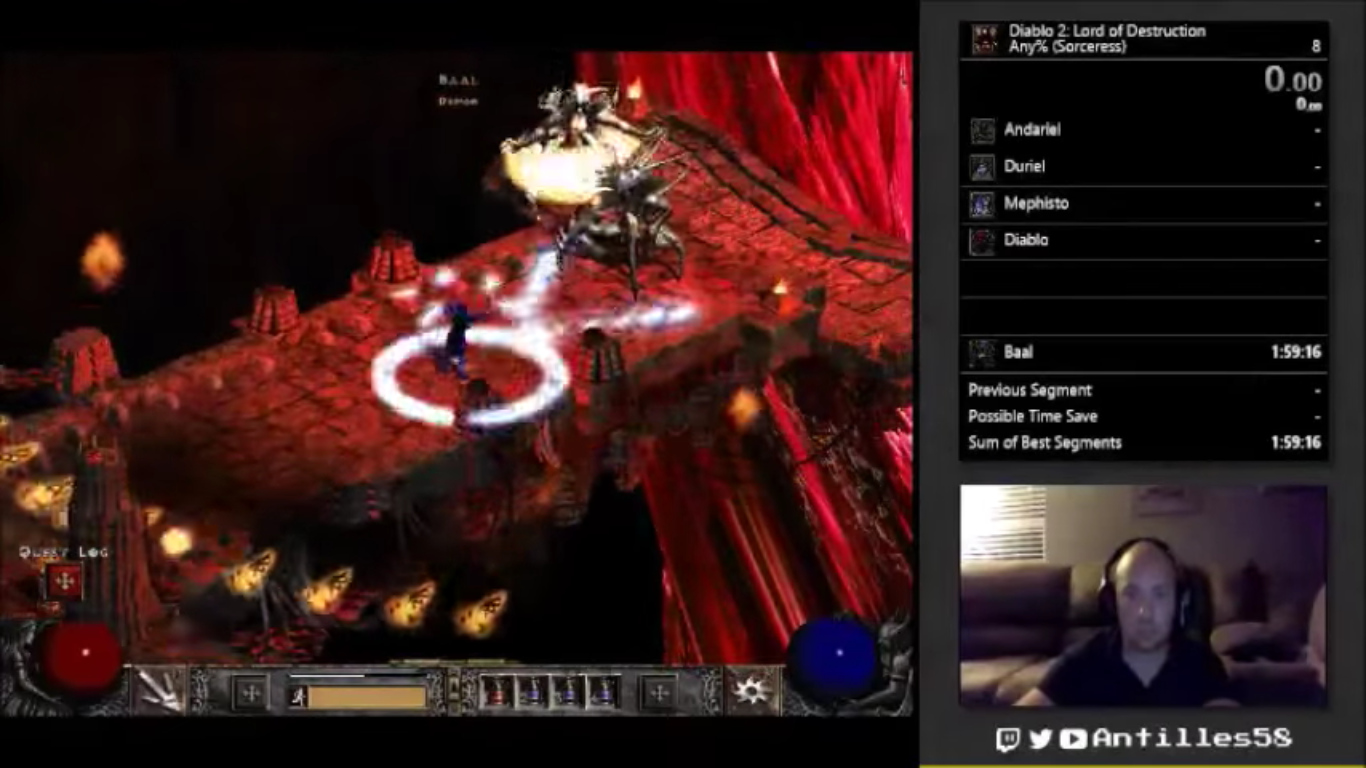 BAAL
Demon
QUEST LOG
Diablo 2: Lord of Destruction
Any% (Sorceress)
8
0.00
0.00
Andariel -
Duriel -
Mephisto -
Diablo -
Baal 1:59:16
Previous Segment -
Possible Time Save -
Sum of Best Segments 1:59:16
Antilles58